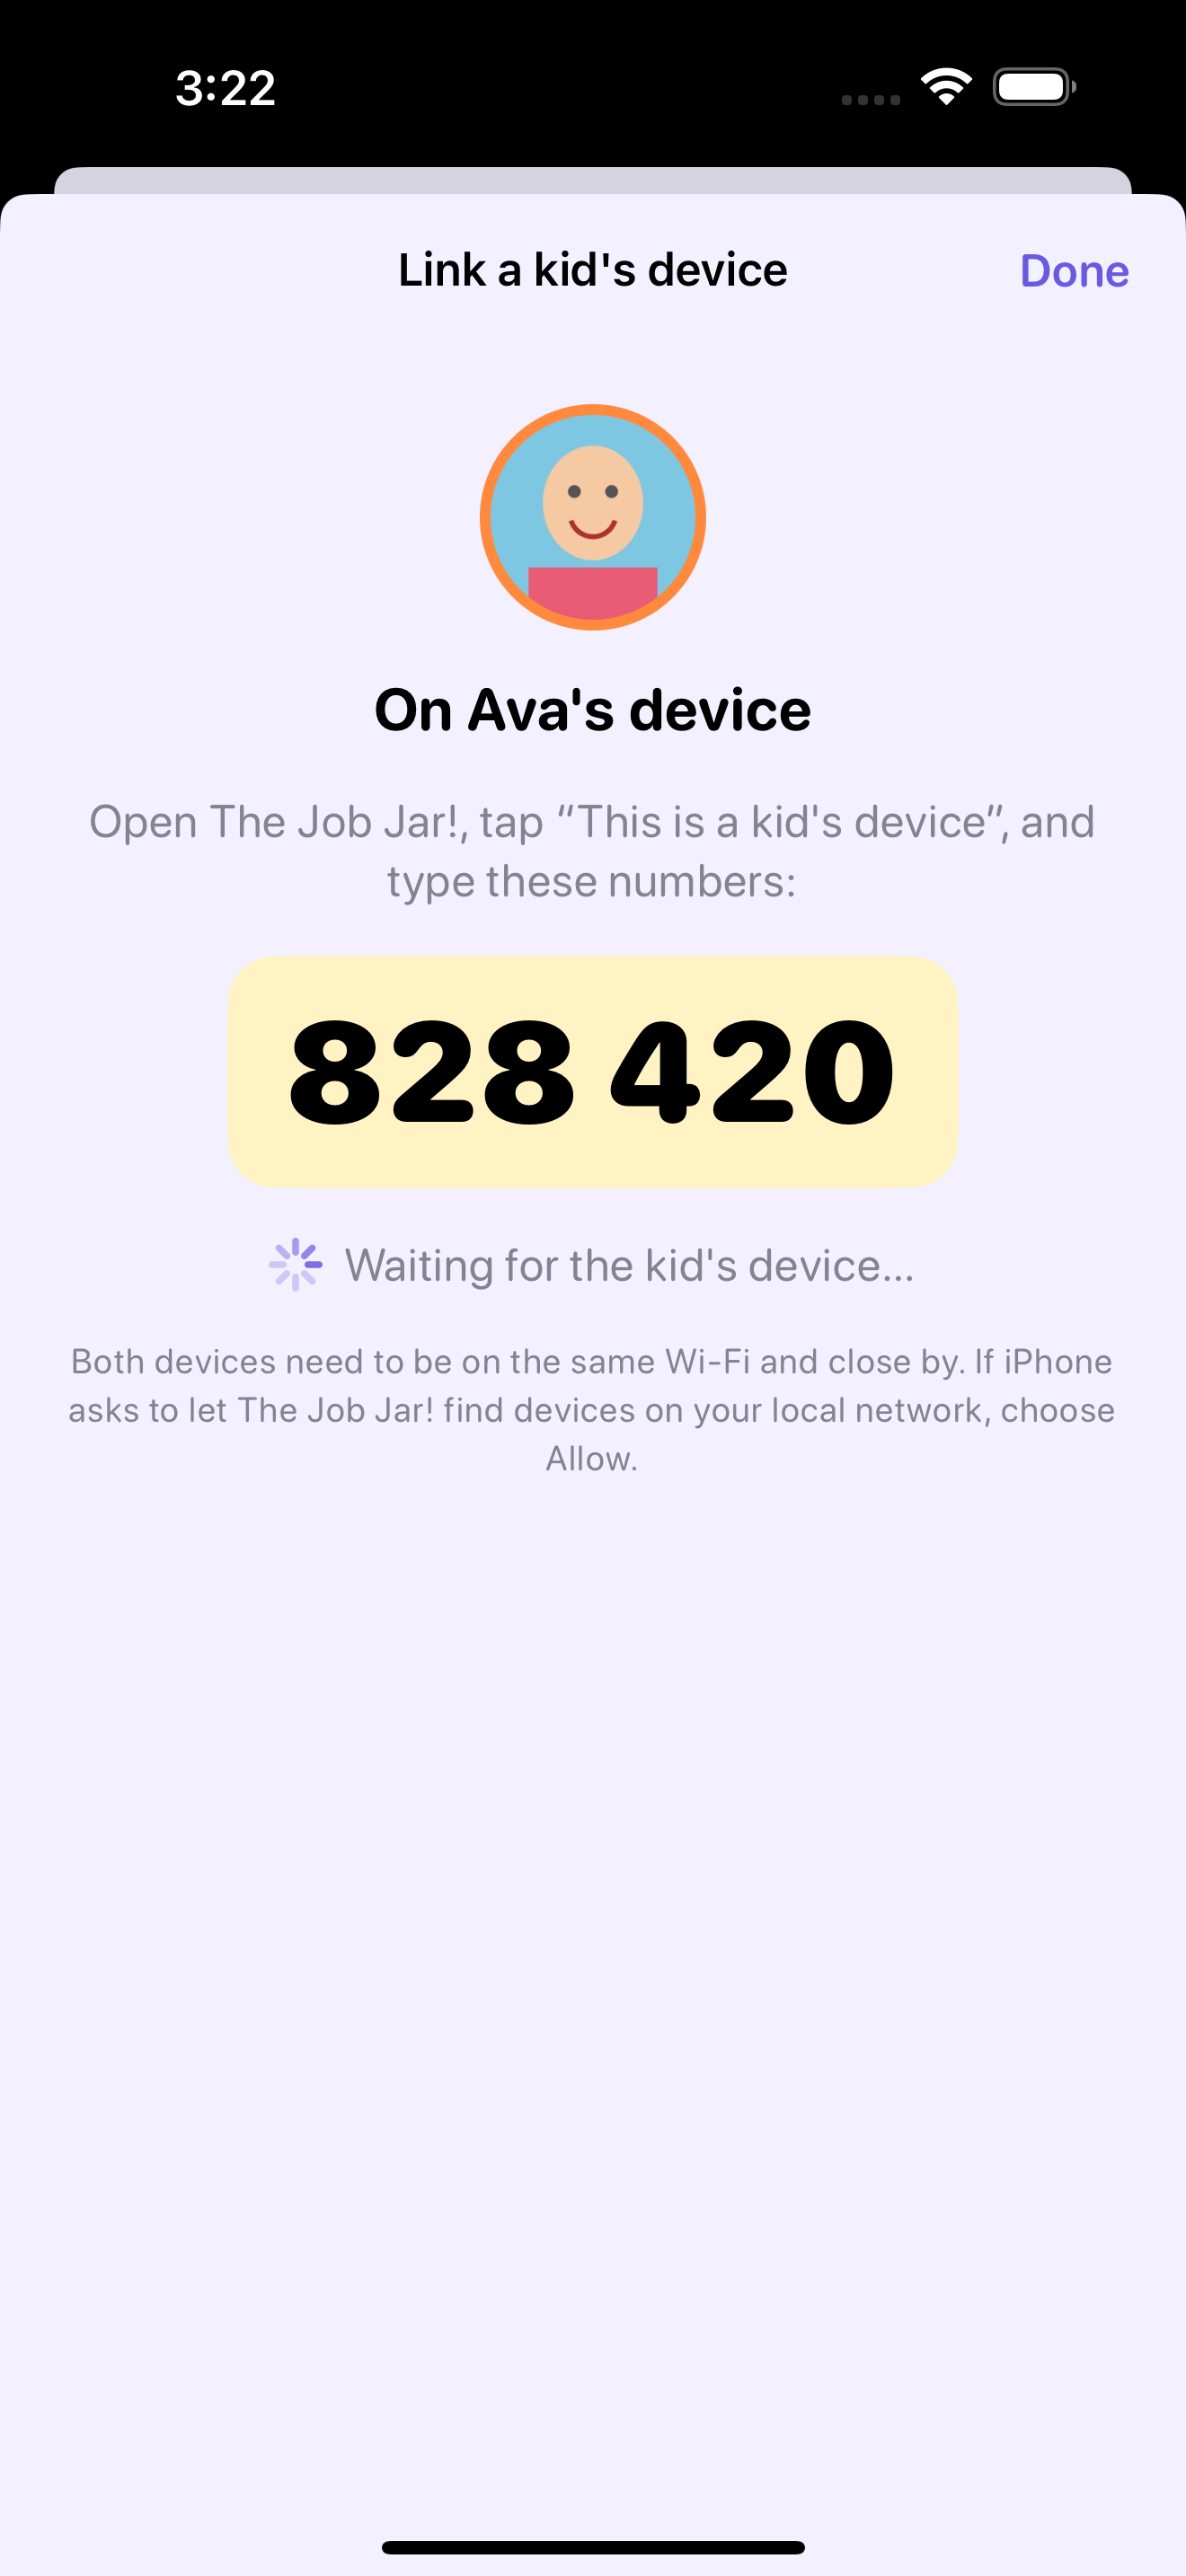 3:22
Link a kid's device
Done
On Ava's device
Open The Job Jar!, tap “This is a kid's device”, and
type these numbers:
828 420
Waiting for the kid's device...
Both devices need to be on the same Wi-Fi and close by. If iPhone
asks to let The Job Jar! find devices on your local network, choose
Allow.